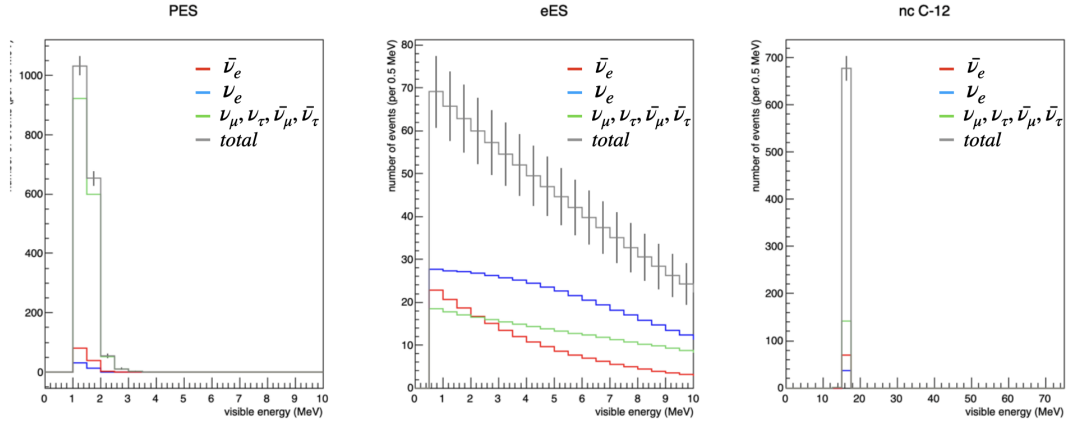 PES
1000
800
600
400
200
0
0 1 2 3 4 5 6 7 8 9 10
visible energy (MeV)
ν̄e
νe
νμ, ντ, ν̄μ, ν̄τ
total
eES
number of events (per 0.5 MeV)
80
70
60
50
40
30
20
10
0
0 1 2 3 4 5 6 7 8 9 10
visible energy (MeV)
ν̄e
νe
νμ, ντ, ν̄μ, ν̄τ
total
nc C-12
number of events (per 0.5 MeV)
700
600
500
400
300
200
100
0
0 10 20 30 40 50 60 70
visible energy (MeV)
ν̄e
νe
νμ, ντ, ν̄μ, ν̄τ
total